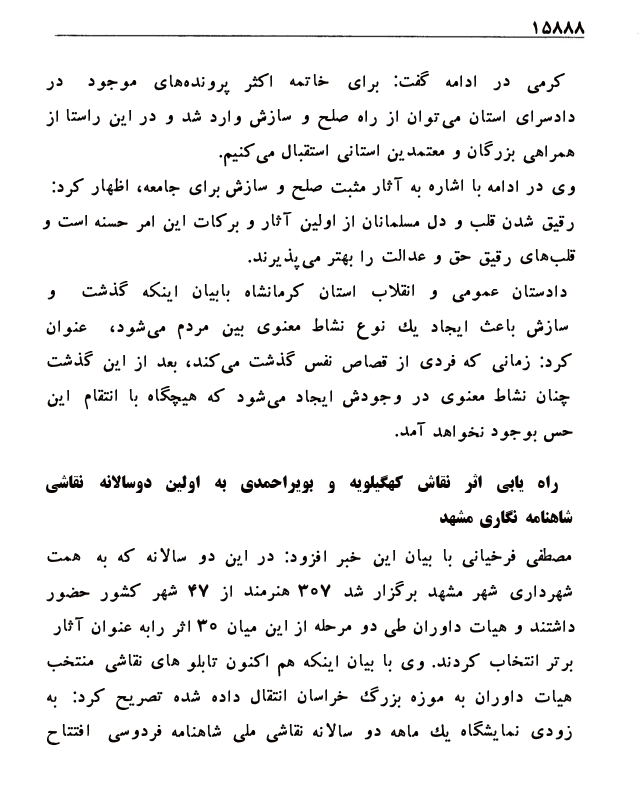 ۱۵۸۸۸
کرمی در ادامه گفت: برای خاتمه اکثر پرونده‌های موجود در
دادسرای استان می‌توان از راه صلح و سازش وارد شد و در این راستا از
همراهی بزرگان و معتمدین استانی استقبال می‌کنیم.
وی در ادامه با اشاره به آثار مثبت صلح و سازش برای جامعه، اظهار کرد:
رقیق شدن قلب و دل مسلمانان از اولین آثار و برکات این امر حسنه است و
قلب‌های رقیق حق و عدالت را بهتر می‌پذیرند.
دادستان عمومی و انقلاب استان کرمانشاه بابیان اینکه گذشت و
سازش باعث ایجاد یك نوع نشاط معنوی بین مردم می‌شود، عنوان
کرد: زمانی که فردی از قصاص نفس گذشت می‌کند، بعد از این گذشت
چنان نشاط معنوی در وجودش ایجاد می‌شود که هیچگاه با انتقام این
حس بوجود نخواهد آمد.
راه یابی اثر نقاش کهگیلویه و بویراحمدی به اولین دوسالانه نقاشی
شاهنامه نگاری مشهد
مصطفی فرخیانی با بیان این خبر افزود: در این دو سالانه که به همت
شهرداری شهر مشهد برگزار شد ۳۰۷ هنرمند از ۴۷ شهر کشور حضور
داشتند و هیات داوران طی دو مرحله از این میان ۳۰ اثر رابه عنوان آثار
برتر انتخاب کردند. وی با بیان اینکه هم اکنون تابلو های نقاشی منتخب
هیات داوران به موزه بزرگ خراسان انتقال داده شده تصریح کرد: به
زودی نمایشگاه یك ماهه دو سالانه نقاشی ملی شاهنامه فردوسی افتتاح